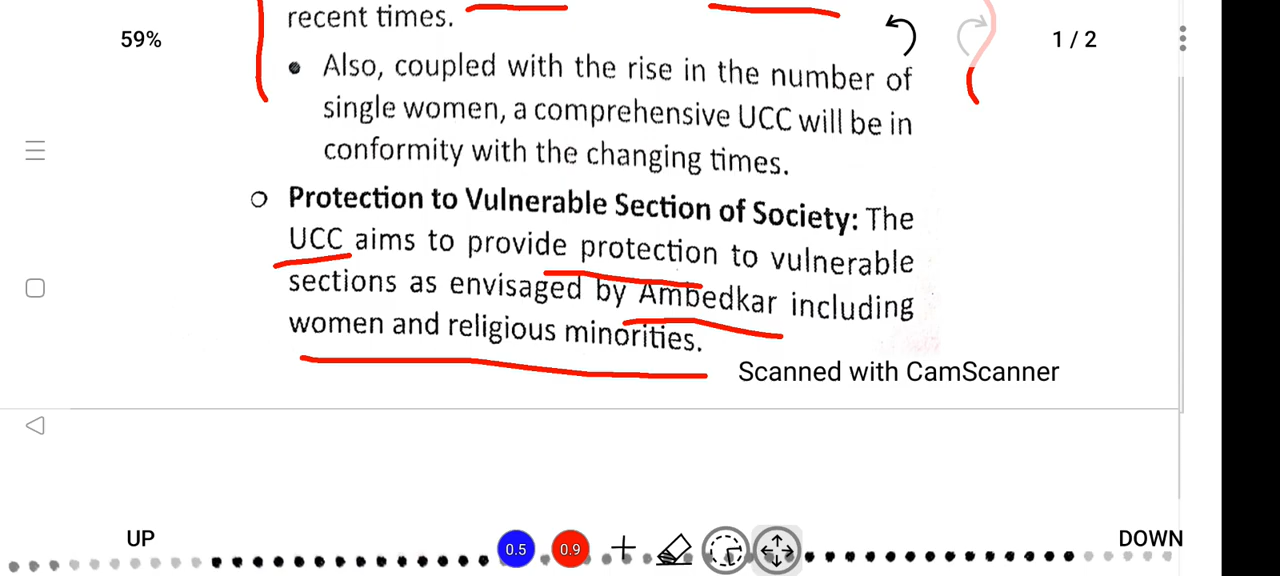 recent times.
59%
1 / 2
• Also, coupled with the rise in the number of
single women, a comprehensive UCC will be in
conformity with the changing times.
○ Protection to Vulnerable Section of Society: The
UCC aims to provide protection to vulnerable
sections as envisaged by Ambedkar including
women and religious minorities.
Scanned with CamScanner
UP
DOWN
0.5
0.9